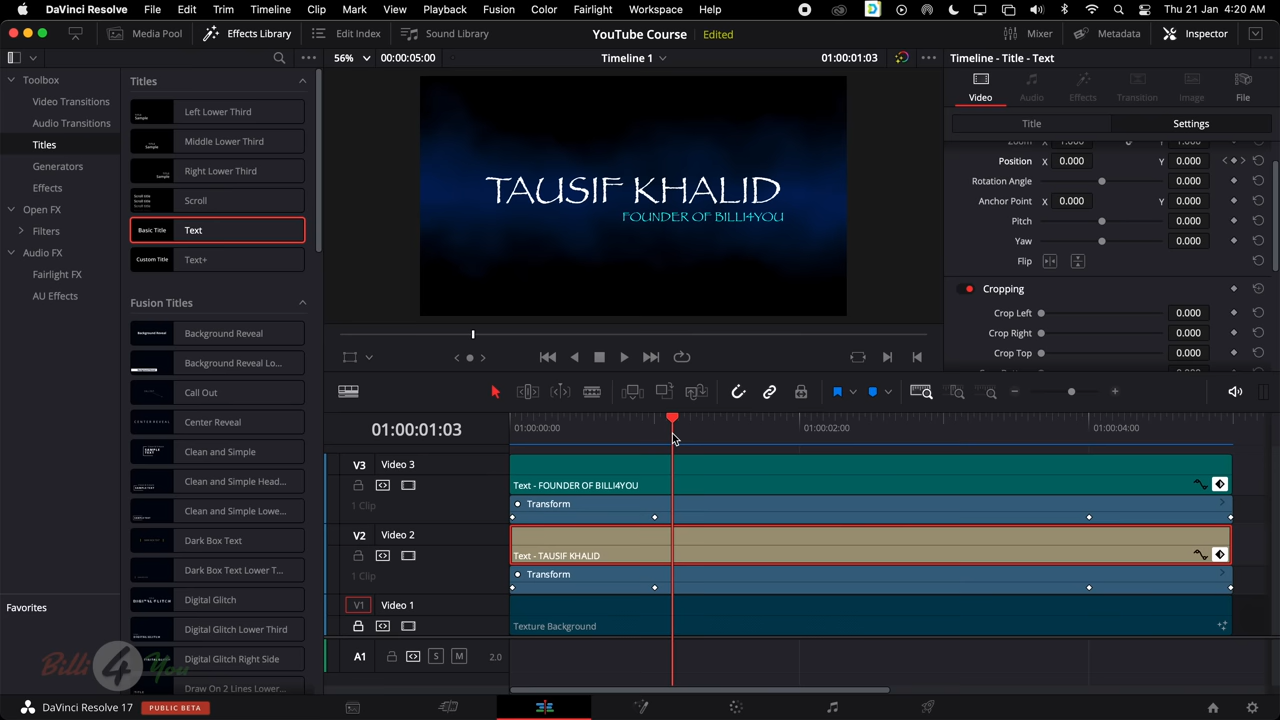 DaVinci Resolve File Edit Trim Timeline Clip Mark View Playback Fusion Color Fairlight Workspace Help Thu 21 Jan 4:20 AM
Media Pool Effects Library Edit Index Sound Library YouTube Course Edited Mixer Metadata Inspector
56% 00:00:05:00 Timeline 1 01:00:01:03 Timeline - Title - Text
Toolbox
Video Transitions
Audio Transitions
Titles
Generators
Effects
Open FX
Filters
Audio FX
Fairlight FX
AU Effects
Favorites
Titles
Left Lower Third
Middle Lower Third
Right Lower Third
Scroll
Basic Title Text
Custom Title Text+
Fusion Titles
Background Reveal
Background Reveal Lo...
Call Out
Center Reveal
Clean and Simple
Clean and Simple Head...
Clean and Simple Lowe...
Dark Box Text
Dark Box Text Lower T...
Digital Glitch
Digital Glitch Lower Third
Digital Glitch Right Side
Draw On 2 Lines Lower...
TAUSIF KHALID
FOUNDER OF BILLI4YOU
Video Audio Effects Transition Image File
Title Settings
Zoom X 1.000 Y 1.000
Position X 0.000 Y 0.000
Rotation Angle 0.000
Anchor Point X 0.000 Y 0.000
Pitch 0.000
Yaw 0.000
Flip
Cropping
Crop Left 0.000
Crop Right 0.000
Crop Top 0.000
01:00:01:03 01:00:00:00 01:00:02:00 01:00:04:00
V3 Video 3
Text - FOUNDER OF BILLI4YOU
1 Clip Transform
V2 Video 2
Text - TAUSIF KHALID
1 Clip Transform
V1 Video 1
Texture Background
A1 S M 2.0
Billi 4 You
DaVinci Resolve 17 PUBLIC BETA